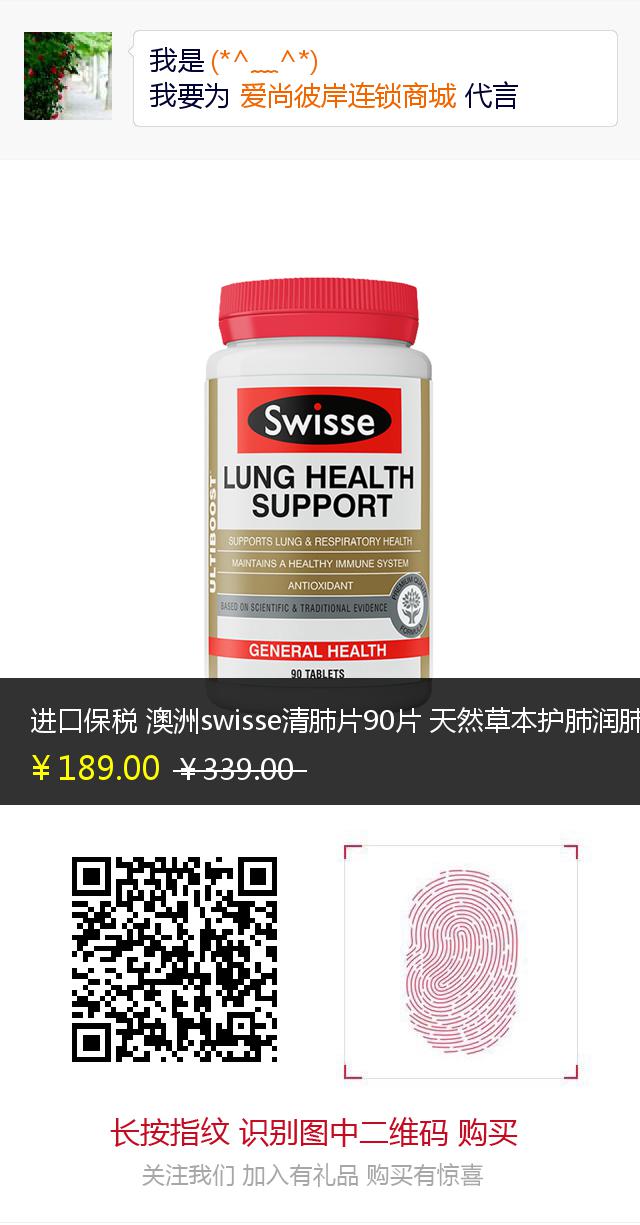 我是 (*^﹏^*)
我要为 爱尚彼岸连锁商城 代言
Swisse
ULTIBOOST
LUNG HEALTH
SUPPORT
SUPPORTS LUNG & RESPIRATORY HEALTH
MAINTAINS A HEALTHY IMMUNE SYSTEM
ANTIOXIDANT
BASED ON SCIENTIFIC & TRADITIONAL EVIDENCE
PREMIUM QUALITY
FORMULA
GENERAL HEALTH
90 TABLETS
进口保税 澳洲swisse清肺片90片 天然草本护肺润肺
￥189.00 ￥339.00
长按指纹 识别图中二维码 购买
关注我们 加入有礼品 购买有惊喜